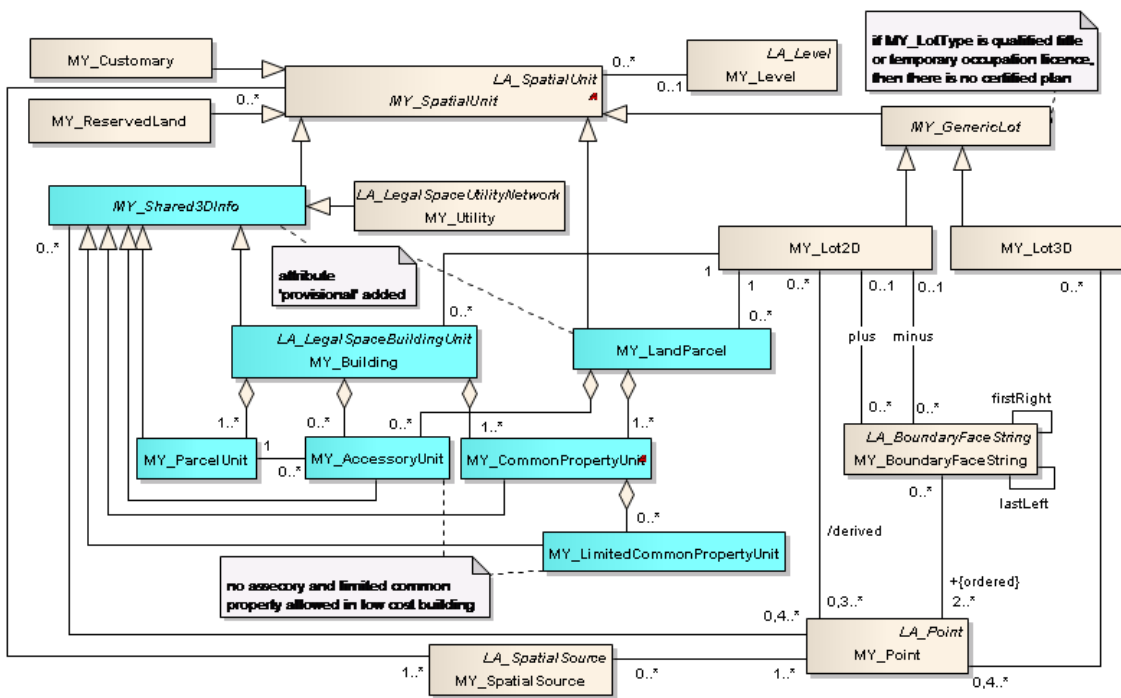 MY_Customary
MY_ReservedLand
0..*
LA_SpatialUnit
MY_SpatialUnit
0..*
0..1
LA_Level
MY_Level
if MY_LotType is qualified title
or temporary occupation licence,
then there is no certified plan
MY_GenericLot
MY_Shared3DInfo
0..*
LA_LegalSpaceUtilityNetwork
MY_Utility
attribute
'provisional' added
MY_Lot2D
MY_Lot3D
1
1
0..*
0..1
0..1
0..*
0..*
0..*
plus
minus
LA_LegalSpaceBuildingUnit
MY_Building
MY_LandParcel
1..*
0..*
1..*
0..*
1..*
0..*
0..*
firstRight
MY_ParcelUnit
1
0..*
MY_AccessoryUnit
MY_CommonPropertyUnit
LA_BoundaryFaceString
MY_BoundaryFaceString
lastLeft
0..*
0..*
MY_LimitedCommonPropertyUnit
/derived
no assecory and limited common
property allowed in low cost building
+{ordered}
0,4..*
0,3..*
2..*
LA_Point
MY_Point
1..*
LA_SpatialSource
MY_SpatialSource
0..*
1..*
0,4..*